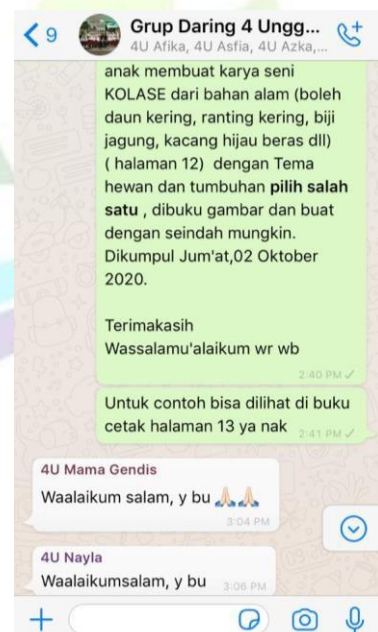 9
Grup Daring 4 Ungg...
4U Afika, 4U Asfia, 4U Azka,...
anak membuat karya seni
KOLASE dari bahan alam (boleh
daun kering, ranting kering, biji
jagung, kacang hijau beras dll)
( halaman 12) dengan Tema
hewan dan tumbuhan pilih salah
satu , dibuku gambar dan buat
dengan seindah mungkin.
Dikumpul Jum'at,02 Oktober
2020.
Terimakasih
Wassalamu'alaikum wr wb
2:40 PM
Untuk contoh bisa dilihat di buku
cetak halaman 13 ya nak
2:41 PM
4U Mama Gendis
Waalaikum salam, y bu 🙏🏻🙏🏻
3:04 PM
4U Nayla
Waalaikumsalam, y bu
3:06 PM